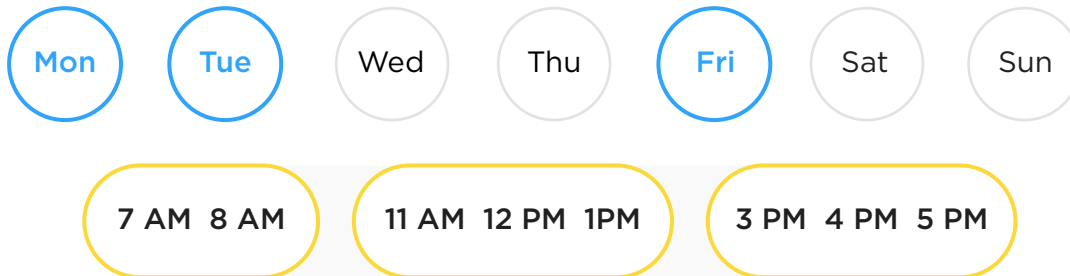 Mon Tue Wed Thu Fri Sat Sun
7 AM 8 AM 11 AM 12 PM 1PM 3 PM 4 PM 5 PM